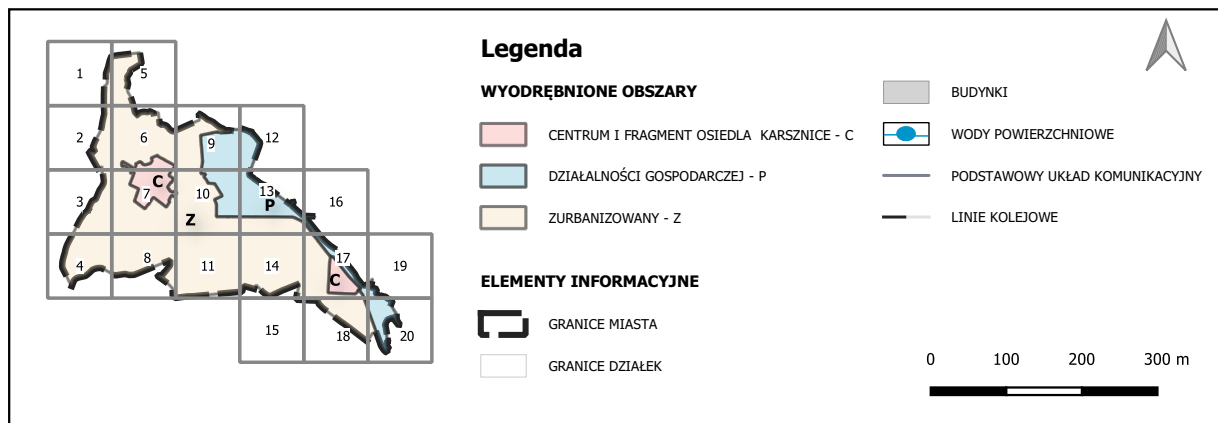 1
5
2
6
9
12
C
3
7
10
13
P
16
Z
4
8
11
14
17
19
C
15
18
20
Legenda
WYODRĘBNIONE OBSZARY
CENTRUM I FRAGMENT OSIEDLA KARSZNICE - C
DZIAŁALNOŚCI GOSPODARCZEJ - P
ZURBANIZOWANY - Z
ELEMENTY INFORMACYJNE
GRANICE MIASTA
GRANICE DZIAŁEK
BUDYNKI
WODY POWIERZCHNIOWE
PODSTAWOWY UKŁAD KOMUNIKACYJNY
LINIE KOLEJOWE
0 100 200 300 m